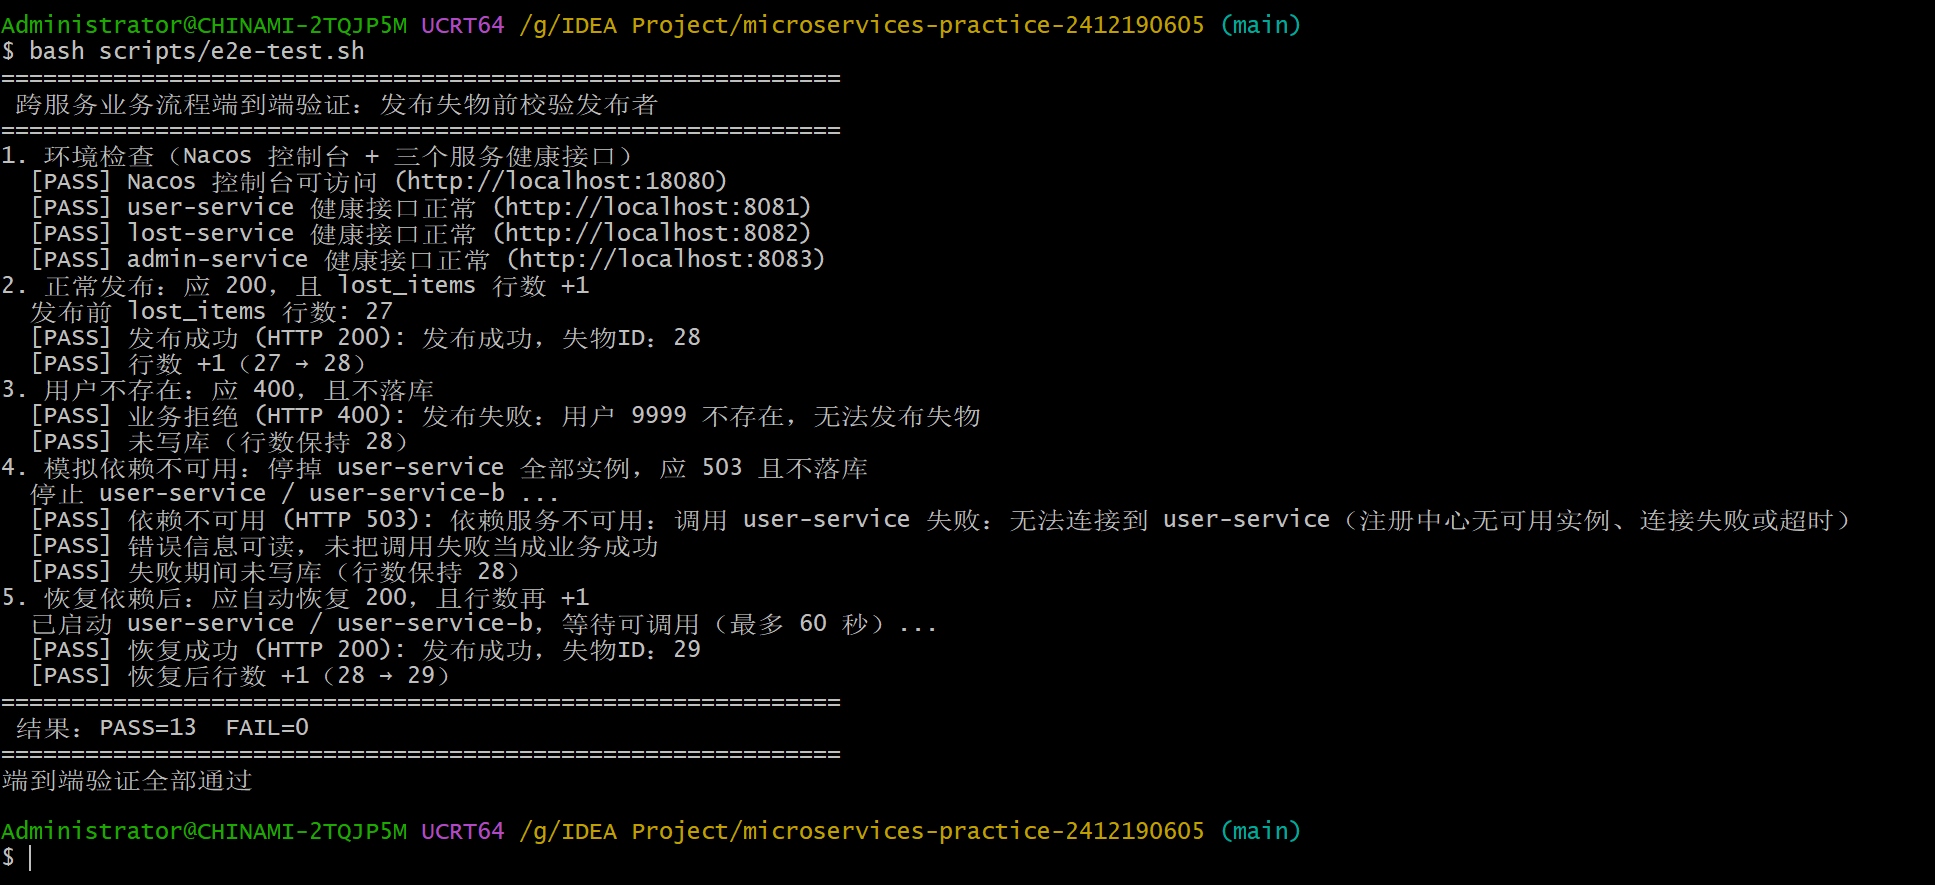 Administrator@CHINAMI-2TQJP5M UCRT64 /g/IDEA Project/microservices-practice-2412190605 (main)
$ bash scripts/e2e-test.sh
============================================================
 跨服务业务流程端到端验证：发布失物前校验发布者
============================================================
1. 环境检查（Nacos 控制台 + 三个服务健康接口）
  [PASS] Nacos 控制台可访问 (http://localhost:18080)
  [PASS] user-service 健康接口正常 (http://localhost:8081)
  [PASS] lost-service 健康接口正常 (http://localhost:8082)
  [PASS] admin-service 健康接口正常 (http://localhost:8083)
2. 正常发布：应 200，且 lost_items 行数 +1
  发布前 lost_items 行数: 27
  [PASS] 发布成功 (HTTP 200): 发布成功，失物ID：28
  [PASS] 行数 +1（27 → 28）
3. 用户不存在：应 400，且不落库
  [PASS] 业务拒绝 (HTTP 400): 发布失败：用户 9999 不存在，无法发布失物
  [PASS] 未写库（行数保持 28）
4. 模拟依赖不可用：停掉 user-service 全部实例，应 503 且不落库
  停止 user-service / user-service-b ...
  [PASS] 依赖不可用 (HTTP 503): 依赖服务不可用：调用 user-service 失败：无法连接到 user-service（注册中心无可用实例、连接失败或超时）
  [PASS] 错误信息可读，未把调用失败当成业务成功
  [PASS] 失败期间未写库（行数保持 28）
5. 恢复依赖后：应自动恢复 200，且行数再 +1
  已启动 user-service / user-service-b，等待可调用（最多 60 秒）...
  [PASS] 恢复成功 (HTTP 200): 发布成功，失物ID：29
  [PASS] 恢复后行数 +1（28 → 29）
============================================================
 结果：PASS=13  FAIL=0
============================================================
端到端验证全部通过
Administrator@CHINAMI-2TQJP5M UCRT64 /g/IDEA Project/microservices-practice-2412190605 (main)
$